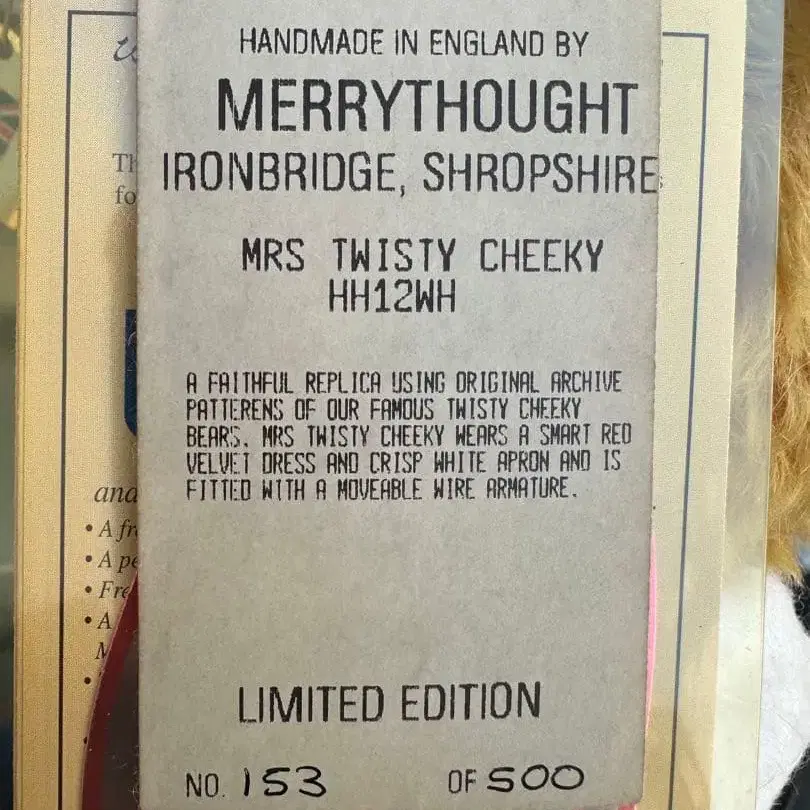 HANDMADE IN ENGLAND BY
MERRYTHOUGHT
IRONBRIDGE, SHROPSHIRE
MRS TWISTY CHEEKY
HH12WH
A FAITHFUL REPLICA USING ORIGINAL ARCHIVE
PATTERENS OF OUR FAMOUS TWISTY CHEEKY
BEARS. MRS TWISTY CHEEKY WEARS A SMART RED
VELVET DRESS AND CRISP WHITE APRON AND IS
FITTED WITH A MOVEABLE WIRE ARMATURE.
and
• A
• A
•
• A
LIMITED EDITION
NO. 153 OF 500